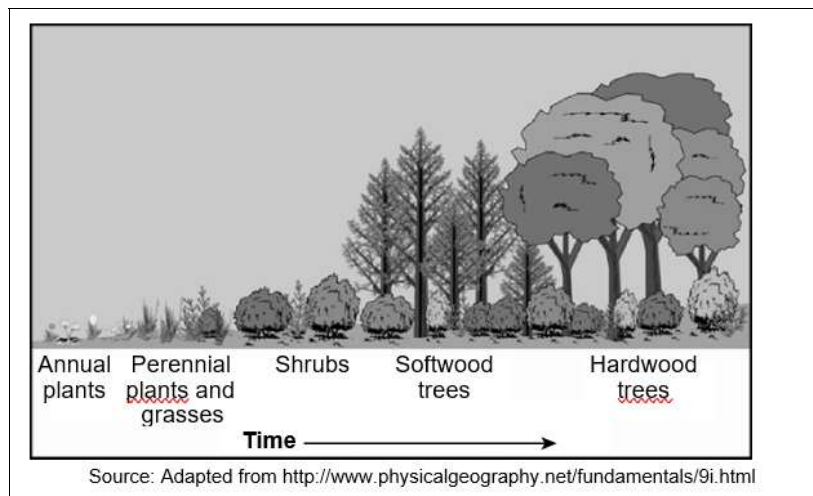 Annual Perennial Shrubs Softwood Hardwood
plants plants and trees trees
grasses
Time
Source: Adapted from http://www.physicalgeography.net/fundamentals/9i.html